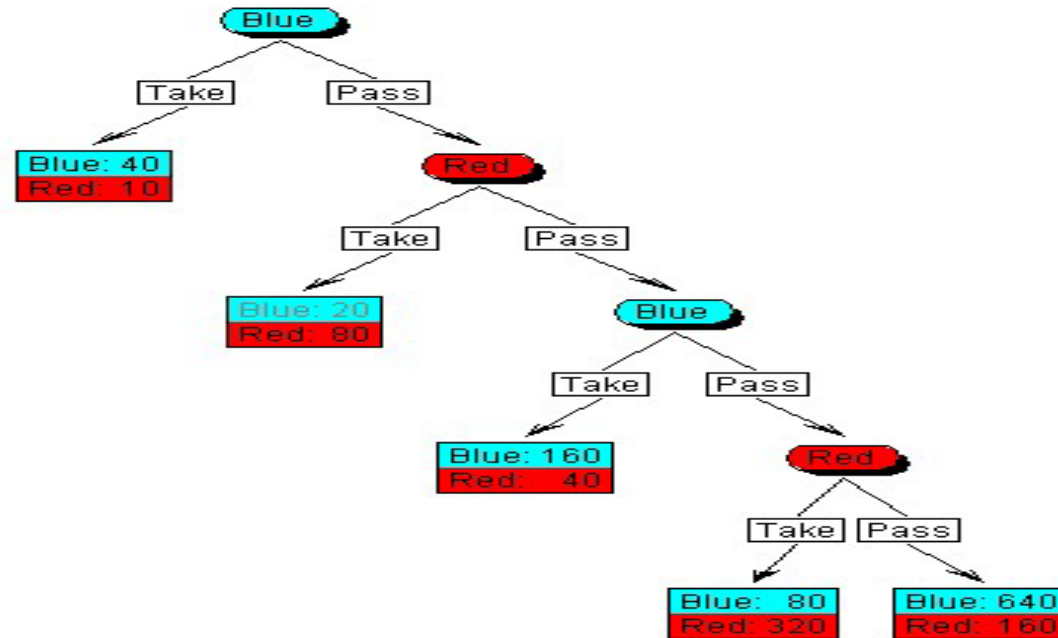 Blue
Take Pass
Blue: 40
Red: 10
Red
Take Pass
Blue: 20
Red: 80
Blue
Take Pass
Blue: 160
Red: 40
Red
Take Pass
Blue: 80
Red: 320
Blue: 640
Red: 160